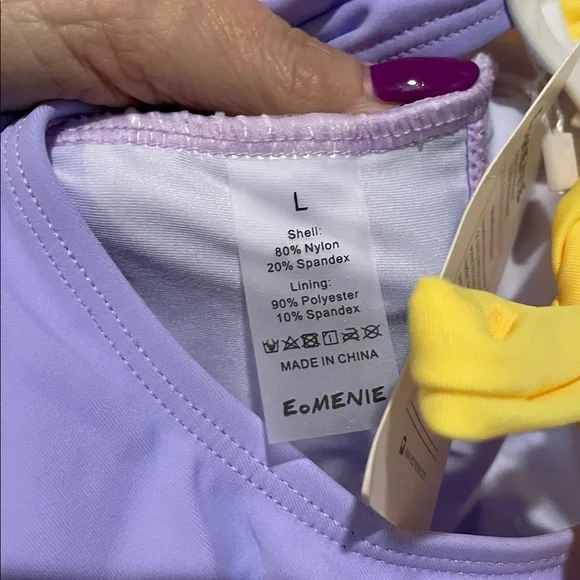 L
Shell:
80% Nylon
20% Spandex
Lining:
90% Polyester
10% Spandex
MADE IN CHINA
EOMENIE